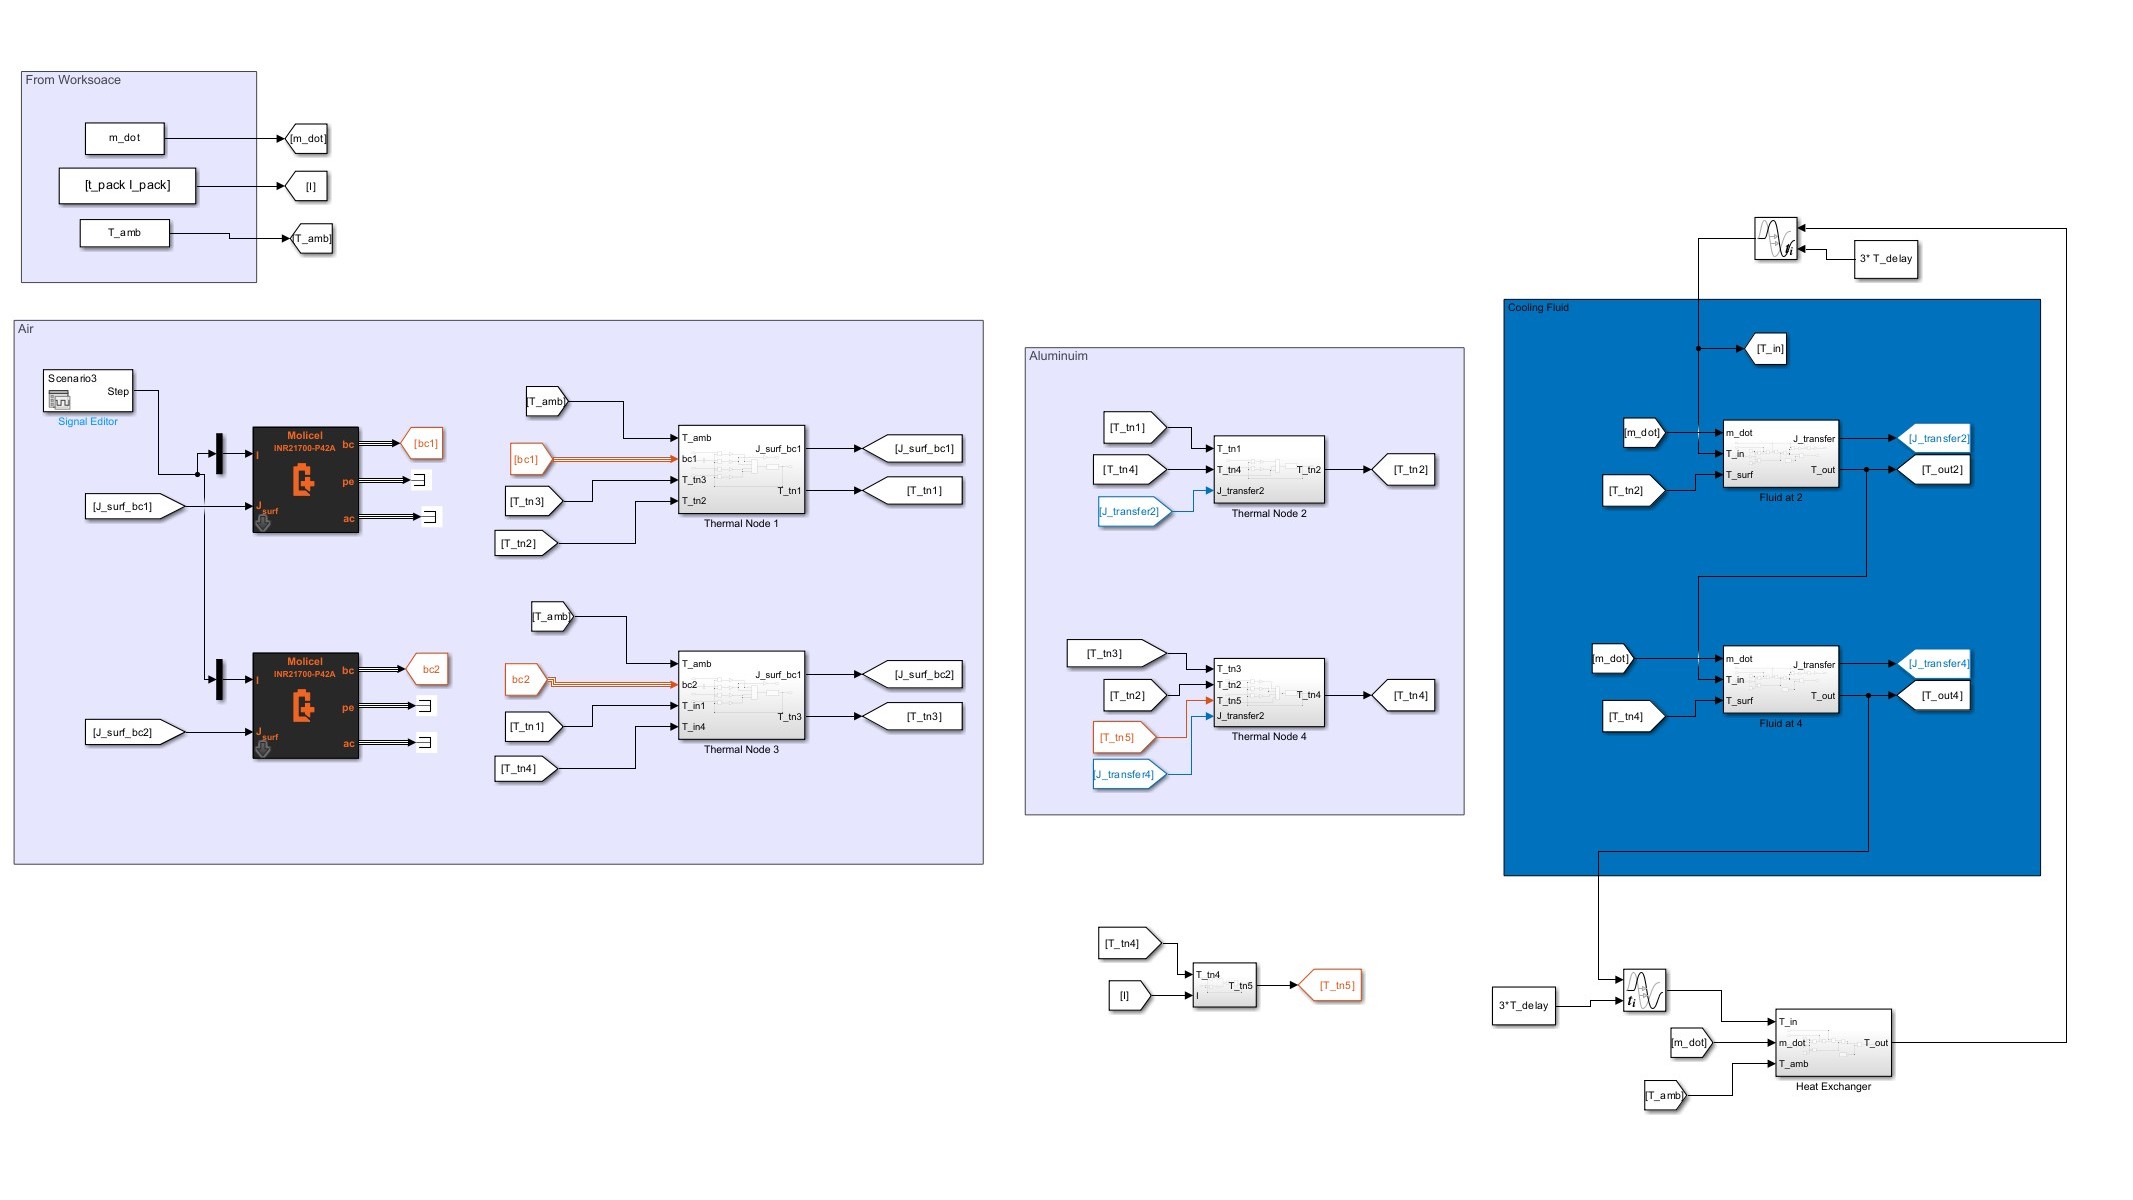 From Worksoace
m_dot
[m_dot]
[t_pack I_pack]
[I]
T_amb
[T_amb]
Air
Scenario3
Step
Signal Editor
Molicel
INR21700-P42A
I
J_surf
bc
pe
ac
[bc1]
[J_surf_bc1]
Molicel
INR21700-P42A
I
J_surf
bc
pe
ac
bc2
[J_surf_bc2]
[T_amb]
[bc1]
[T_tn3]
[T_tn2]
T_amb
bc1
T_tn3
T_tn2
J_surf_bc1
T_tn1
Thermal Node 1
[J_surf_bc1]
[T_tn1]
[T_amb]
bc2
[T_tn1]
[T_tn4]
T_amb
bc2
T_in1
T_in4
J_surf_bc1
T_tn3
Thermal Node 3
[J_surf_bc2]
[T_tn3]
Aluminuim
[T_tn1]
[T_tn4]
[J_transfer2]
T_tn1
T_tn4
J_transfer2
T_tn2
Thermal Node 2
[T_tn2]
[T_tn3]
[T_tn2]
[T_tn5]
[J_transfer4]
T_tn3
T_tn2
T_tn5
J_transfer2
T_tn4
Thermal Node 4
[T_tn4]
[T_tn4]
[I]
T_tn4
I
T_tn5
[T_tn5]
ti
3* T_delay
Cooling Fluid
[T_in]
[m_dot]
[T_tn2]
m_dot
T_in
T_surf
J_transfer
T_out
Fluid at 2
[J_transfer2]
[T_out2]
[m_dot]
[T_tn4]
m_dot
T_in
T_surf
J_transfer
T_out
Fluid at 4
[J_transfer4]
[T_out4]
3*T_delay
ti
[m_dot]
[T_amb]
T_in
m_dot
T_amb
T_out
Heat Exchanger